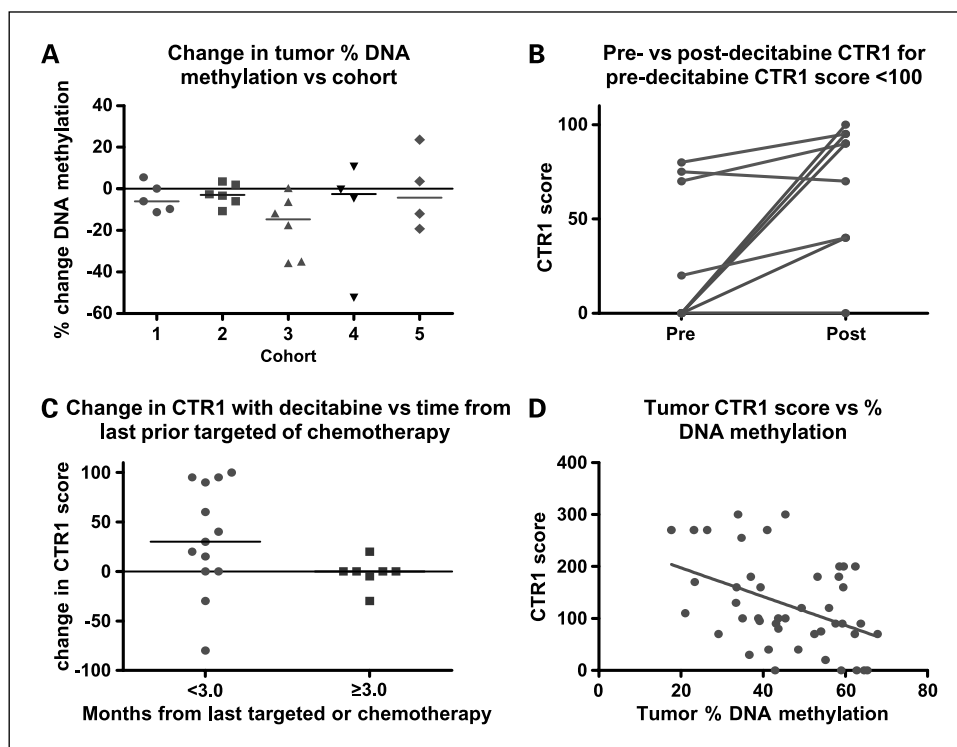 A
Change in tumor % DNA
methylation vs cohort
% change DNA methylation
40
20
0
-20
-40
-60
1 2 3 4 5
Cohort
B
Pre- vs post-decitabine CTR1 for
pre-decitabine CTR1 score <100
CTR1 score
100
50
0
Pre Post
C
Change in CTR1 with decitabine vs time from
last prior targeted of chemotherapy
change in CTR1 score
100
50
0
-50
-100
<3.0 ≥3.0
Months from last targeted or chemotherapy
D
Tumor CTR1 score vs %
DNA methylation
CTR1 score
400
300
200
100
0
0 20 40 60 80
Tumor % DNA methylation